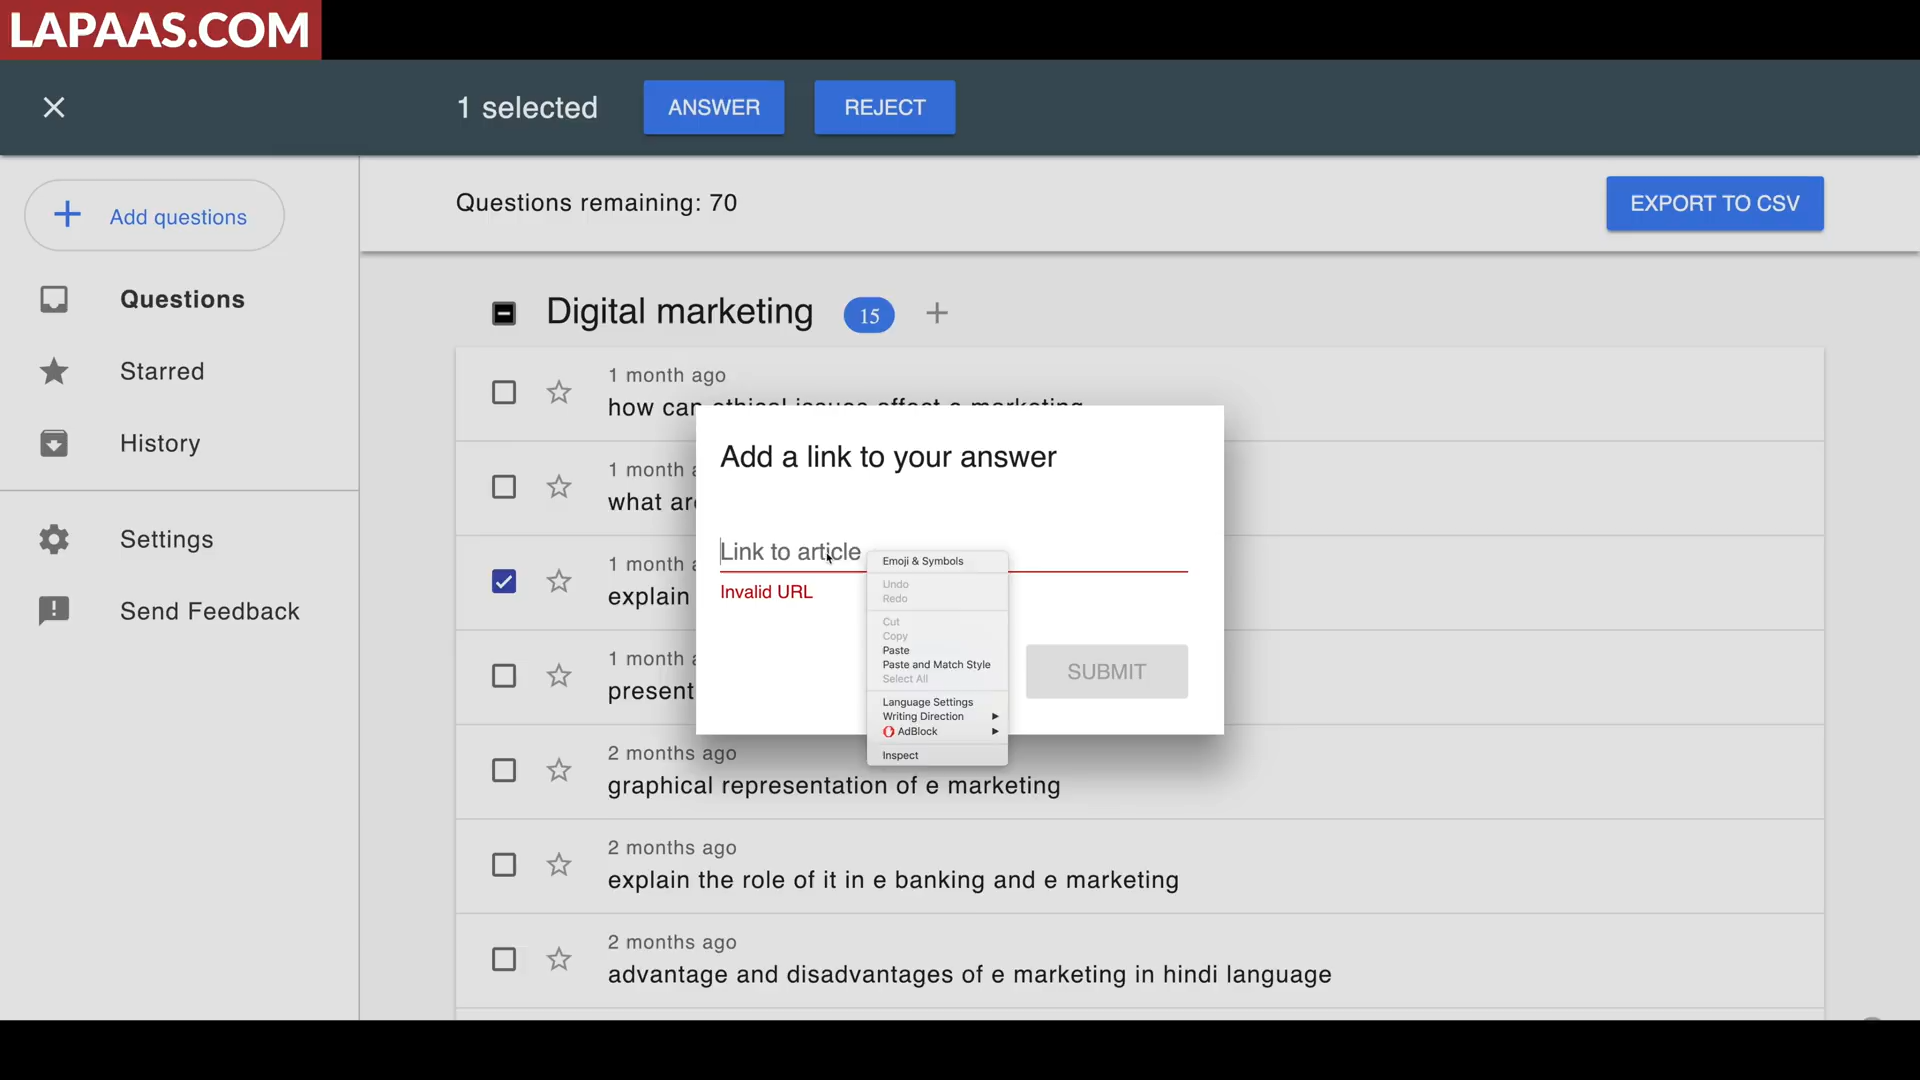 LAPAAS.COM
1 selected
ANSWER
REJECT
Add questions
Questions
Starred
History
Settings
Send Feedback
Questions remaining: 70
EXPORT TO CSV
Digital marketing
15
1 month ago
how can ethical issues affect e marketing
1 month
what
1 month
explain
1 month
present
2 months ago
graphical representation of e marketing
2 months ago
explain the role of it in e banking and e marketing
2 months ago
advantage and disadvantages of e marketing in hindi language
Add a link to your answer
Link to article
Invalid URL
SUBMIT
Emoji & Symbols
Undo
Redo
Cut
Copy
Paste
Paste and Match Style
Select All
Language Settings
Writing Direction
AdBlock
Inspect